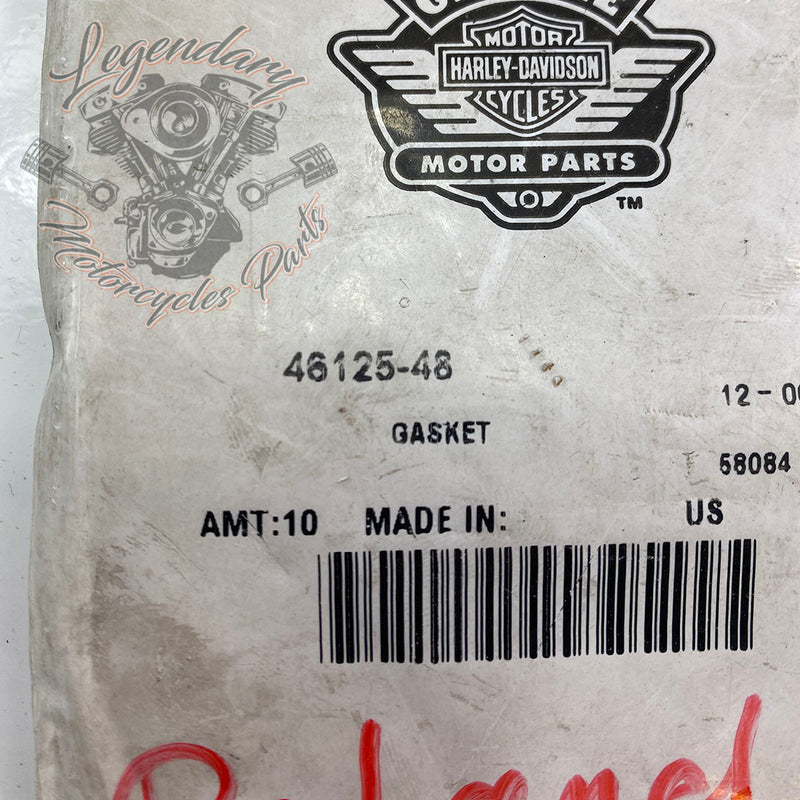 Legendary
Motorcycles Parts
MOTOR
HARLEY-DAVIDSON
CYCLES
MOTOR PARTS
TM
46125-48
12-0
GASKET
58084
AMT:10 MADE IN: US